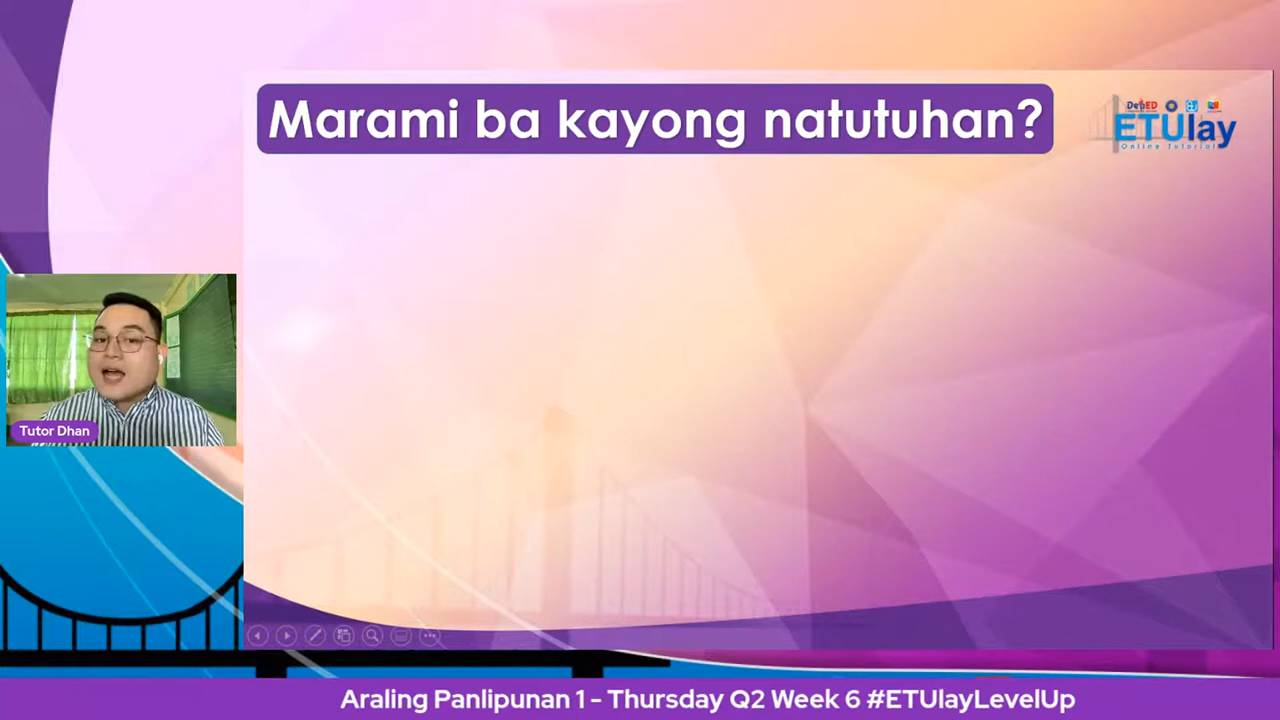 Marami ba kayong natutuhan?
DepED
ETUlay
Online Tutorial
Tutor Dhan
Araling Panlipunan 1 - Thursday Q2 Week 6 #ETUlayLevelUp